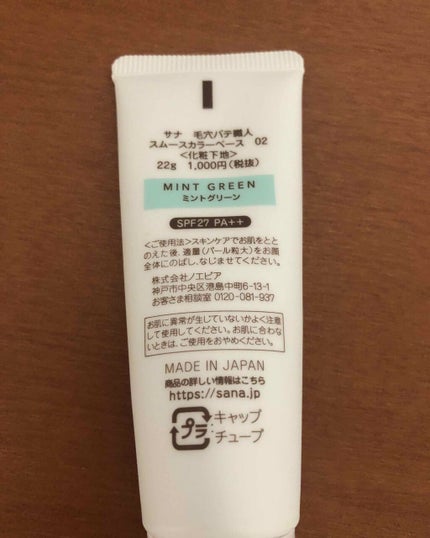 サナ 毛穴パテ職人
スムースカラーベース 02
<化粧下地>
22g 1,000円(税抜)
MINT GREEN
ミントグリーン
SPF27 PA++
<ご使用法>スキンケアでお肌をとと
のえた後、適量(パール粒大)をお顔
全体にのばし、なじませてください。
株式会社ノエビア
神戸市中央区港島中町6-13-1
お客さま相談室 0120-081-937
お肌に異常が生じていないかよく注意
して使用してください。お肌に合わな
いときは、ご使用をおやめください。
MADE IN JAPAN
商品の詳しい情報はこちら
https://sana.jp
プラ
キャップ
チューブ